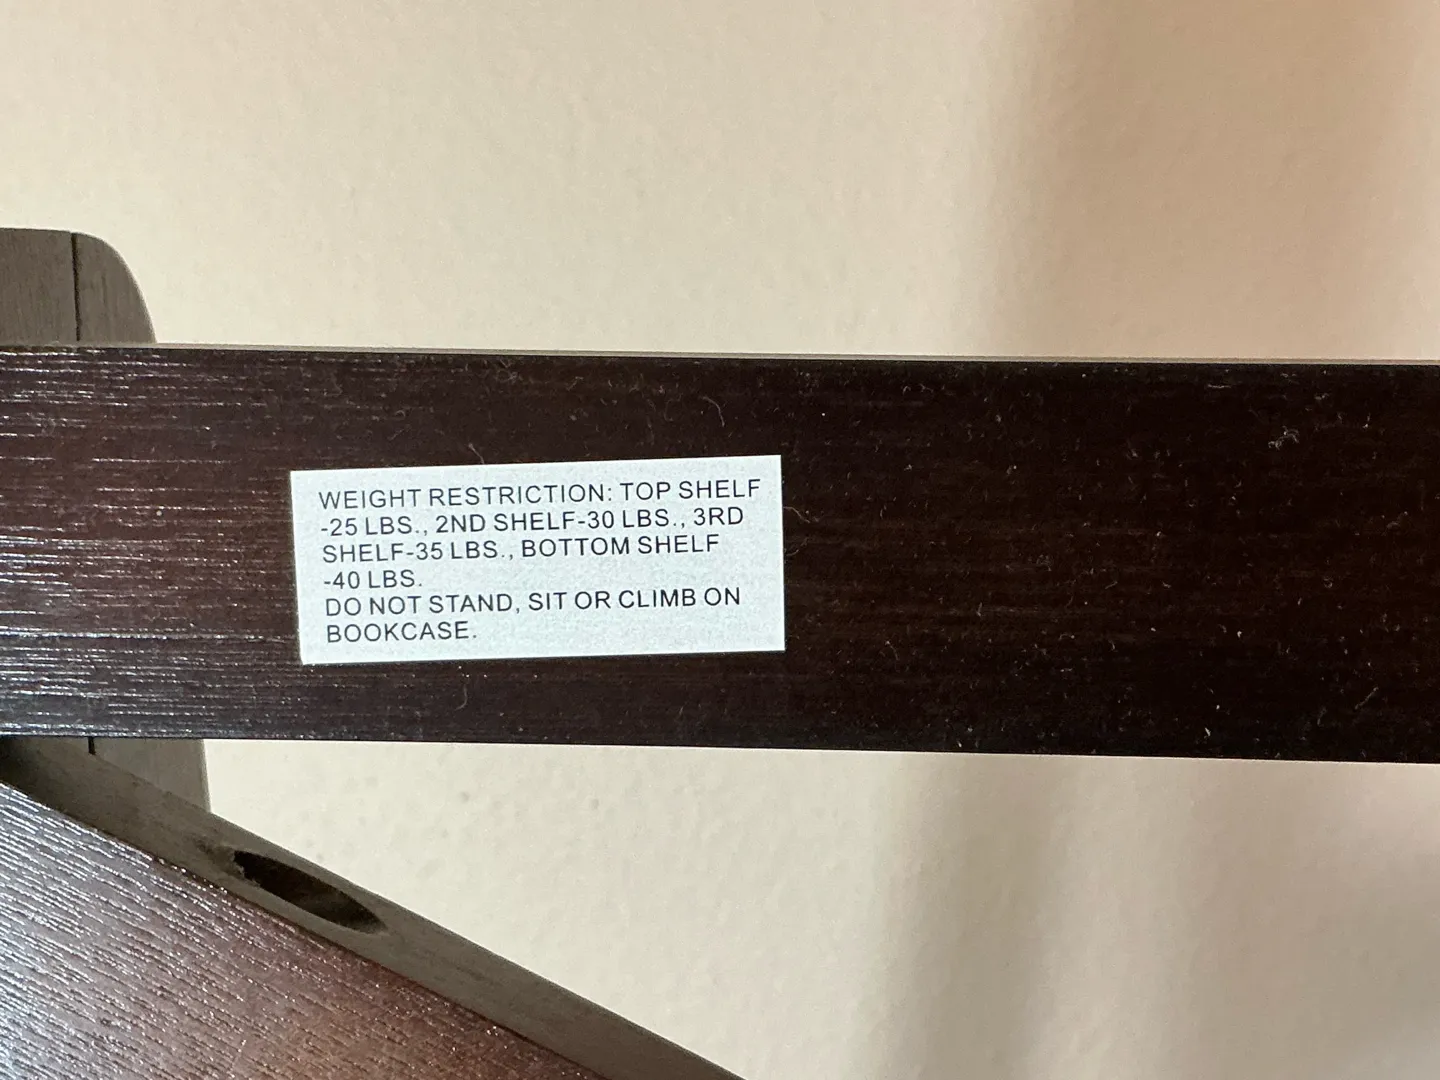 WEIGHT RESTRICTION: TOP SHELF
-25 LBS., 2ND SHELF-30 LBS., 3RD
SHELF-35 LBS., BOTTOM SHELF
-40 LBS.
DO NOT STAND, SIT OR CLIMB ON
BOOKCASE.